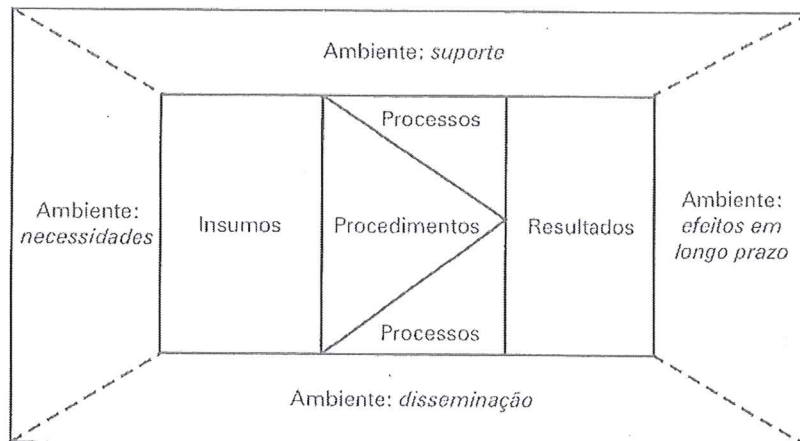 Ambiente: suporte
Processos
Ambiente:
necessidades
Insumos
Procedimentos
Resultados
Ambiente:
efeitos em
longo prazo
Processos
Ambiente: disseminação